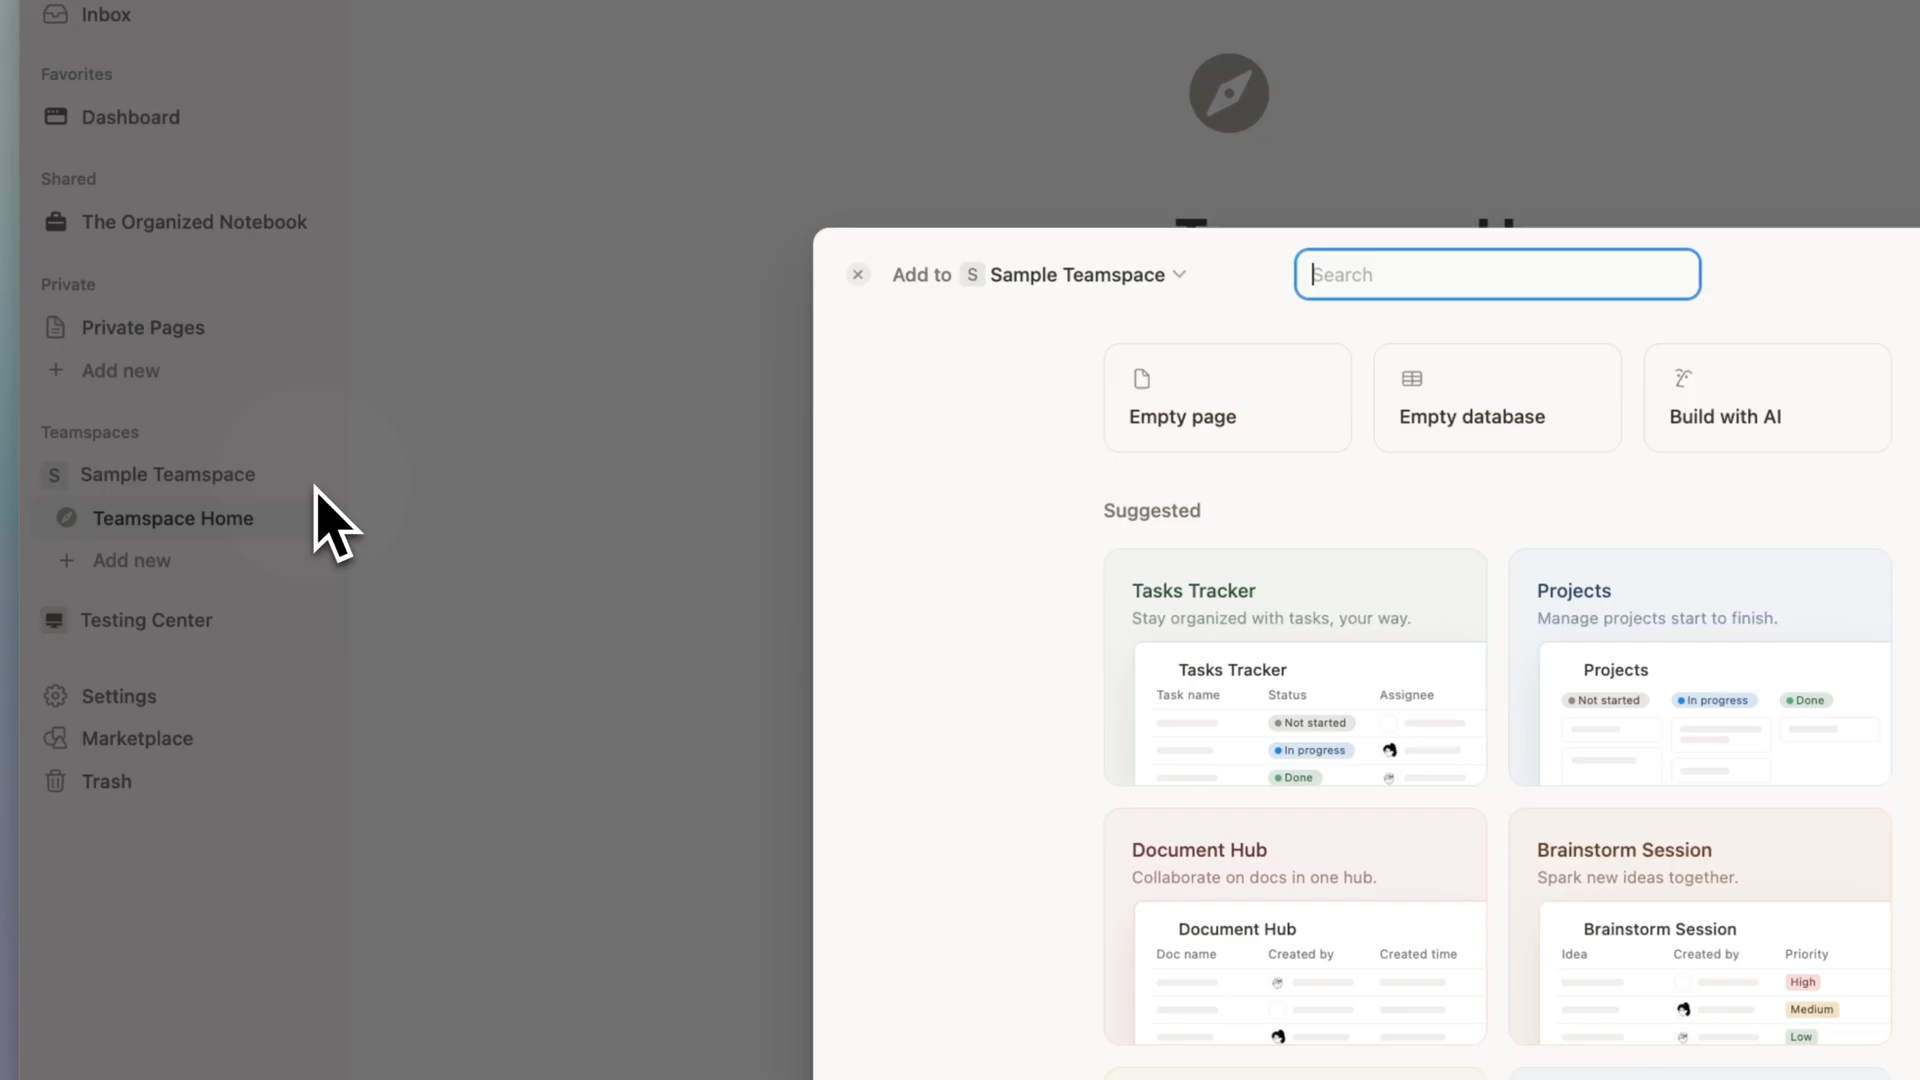 Inbox
Favorites
Dashboard
Shared
The Organized Notebook
Private
Private Pages
Add new
Teamspaces
S Sample Teamspace
Teamspace Home
Add new
Testing Center
Settings
Marketplace
Trash
Add to S Sample Teamspace
Search
Empty page
Empty database
Build with AI
Suggested
Tasks Tracker
Stay organized with tasks, your way.
Tasks Tracker
Task name Status Assignee
Not started
In progress
Done
Projects
Manage projects start to finish.
Projects
Not started In progress Done
Document Hub
Collaborate on docs in one hub.
Document Hub
Doc name Created by Created time
Brainstorm Session
Spark new ideas together.
Brainstorm Session
Idea Created by Priority
High
Medium
Low